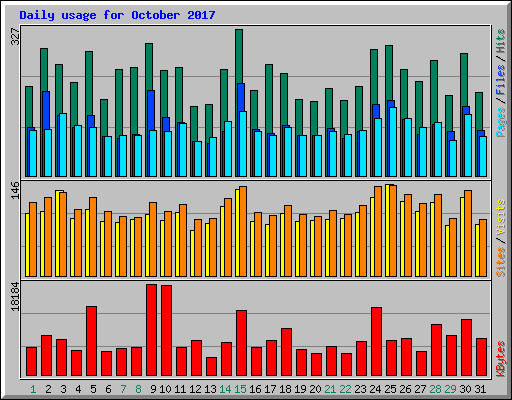 Daily usage for October 2017
327
Pages / Files / Hits
146
Sites / Visits
18184
KBytes
1 2 3 4 5 6 7 8 9 10 11 12 13 14 15 16 17 18 19 20 21 22 23 24 25 26 27 28 29 30 31